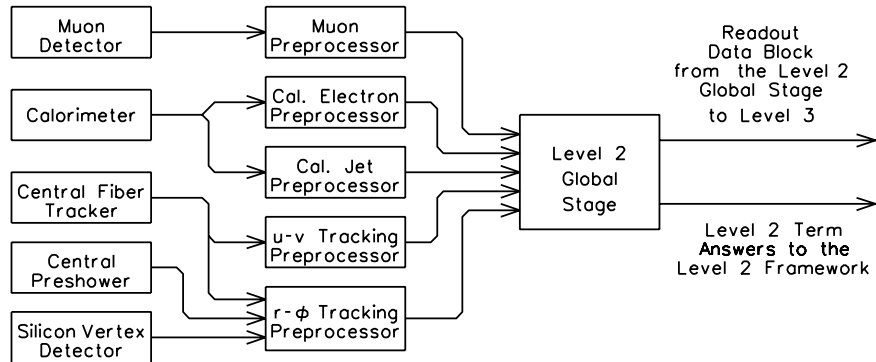 Muon
Detector
Calorimeter
Central Fiber
Tracker
Central
Preshower
Silicon Vertex
Detector
Muon
Preprocessor
Cal. Electron
Preprocessor
Cal. Jet
Preprocessor
u-v Tracking
Preprocessor
r-ϕ Tracking
Preprocessor
Level 2
Global
Stage
Readout
Data Block
from the Level 2
Global Stage
to Level 3
Level 2 Term
Answers to the
Level 2 Framework